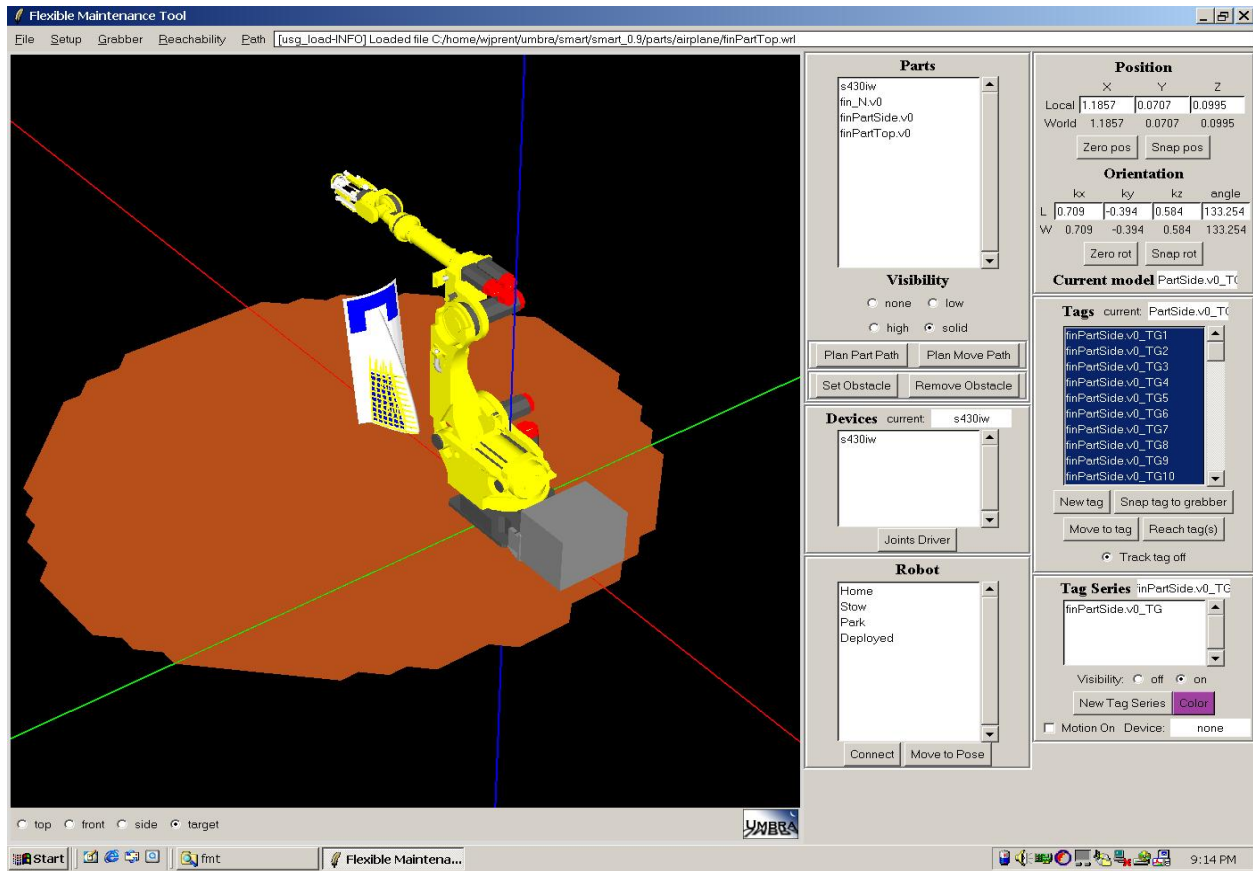 Flexible Maintenance Tool
File Setup Grabber Reachability Path [usg_load-INFO] Loaded file C:/home/wjprent/umbra/smart/smart_0.9/parts/airplane/finPartTop.wrl
Parts
s430iw
fin_N.v0
finPartSide.v0
finPartTop.v0
Visibility
none low
high solid
Plan Part Path Plan Move Path
Set Obstacle Remove Obstacle
Devices current: s430iw
s430iw
Joints Driver
Robot
Home
Stow
Park
Deployed
Connect Move to Pose
Position
X Y Z
Local 1.1857 0.0707 0.0995
World 1.1857 0.0707 0.0995
Zero pos Snap pos
Orientation
kx ky kz angle
L 0.709 -0.394 0.584 133.254
W 0.709 -0.394 0.584 133.254
Zero rot Snap rot
Current model PartSide.v0_TG
Tags current: PartSide.v0_TG
finPartSide.v0_TG1
finPartSide.v0_TG2
finPartSide.v0_TG3
finPartSide.v0_TG4
finPartSide.v0_TG5
finPartSide.v0_TG6
finPartSide.v0_TG7
finPartSide.v0_TG8
finPartSide.v0_TG9
finPartSide.v0_TG10
New tag Snap tag to grabber
Move to tag Reach tag(s)
Track tag off
Tag Series finPartSide.v0_TG
finPartSide.v0_TG
Visibility: off on
New Tag Series Color
Motion On Device: none
top front side target
UMBRA
Start fmt Flexible Maintena... 9:14 PM